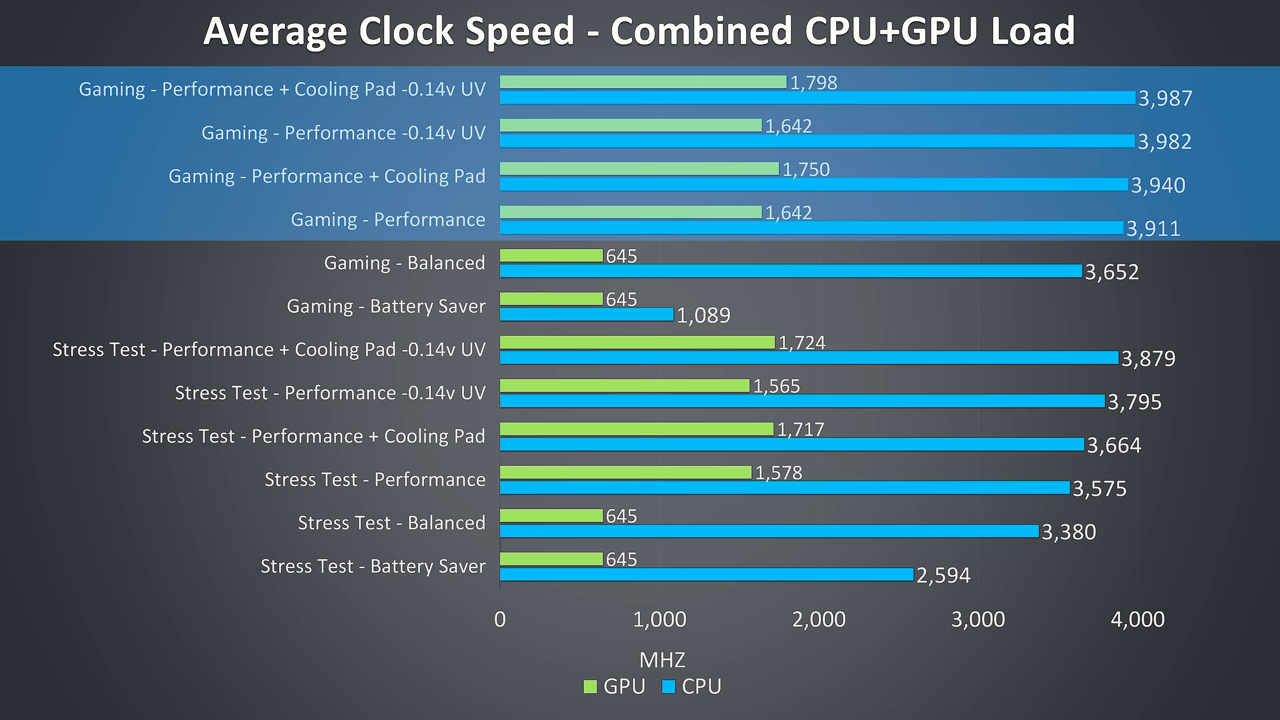 Average Clock Speed - Combined CPU+GPU Load
Gaming - Performance + Cooling Pad -0.14v UV
1,798
3,987
Gaming - Performance -0.14v UV
1,642
3,982
Gaming - Performance + Cooling Pad
1,750
3,940
Gaming - Performance
1,642
3,911
Gaming - Balanced
645
3,652
Gaming - Battery Saver
645
1,089
Stress Test - Performance + Cooling Pad -0.14v UV
1,724
3,879
Stress Test - Performance -0.14v UV
1,565
3,795
Stress Test - Performance + Cooling Pad
1,717
3,664
Stress Test - Performance
1,578
3,575
Stress Test - Balanced
645
3,380
Stress Test - Battery Saver
645
2,594
0 1,000 2,000 3,000 4,000
MHZ
GPU CPU